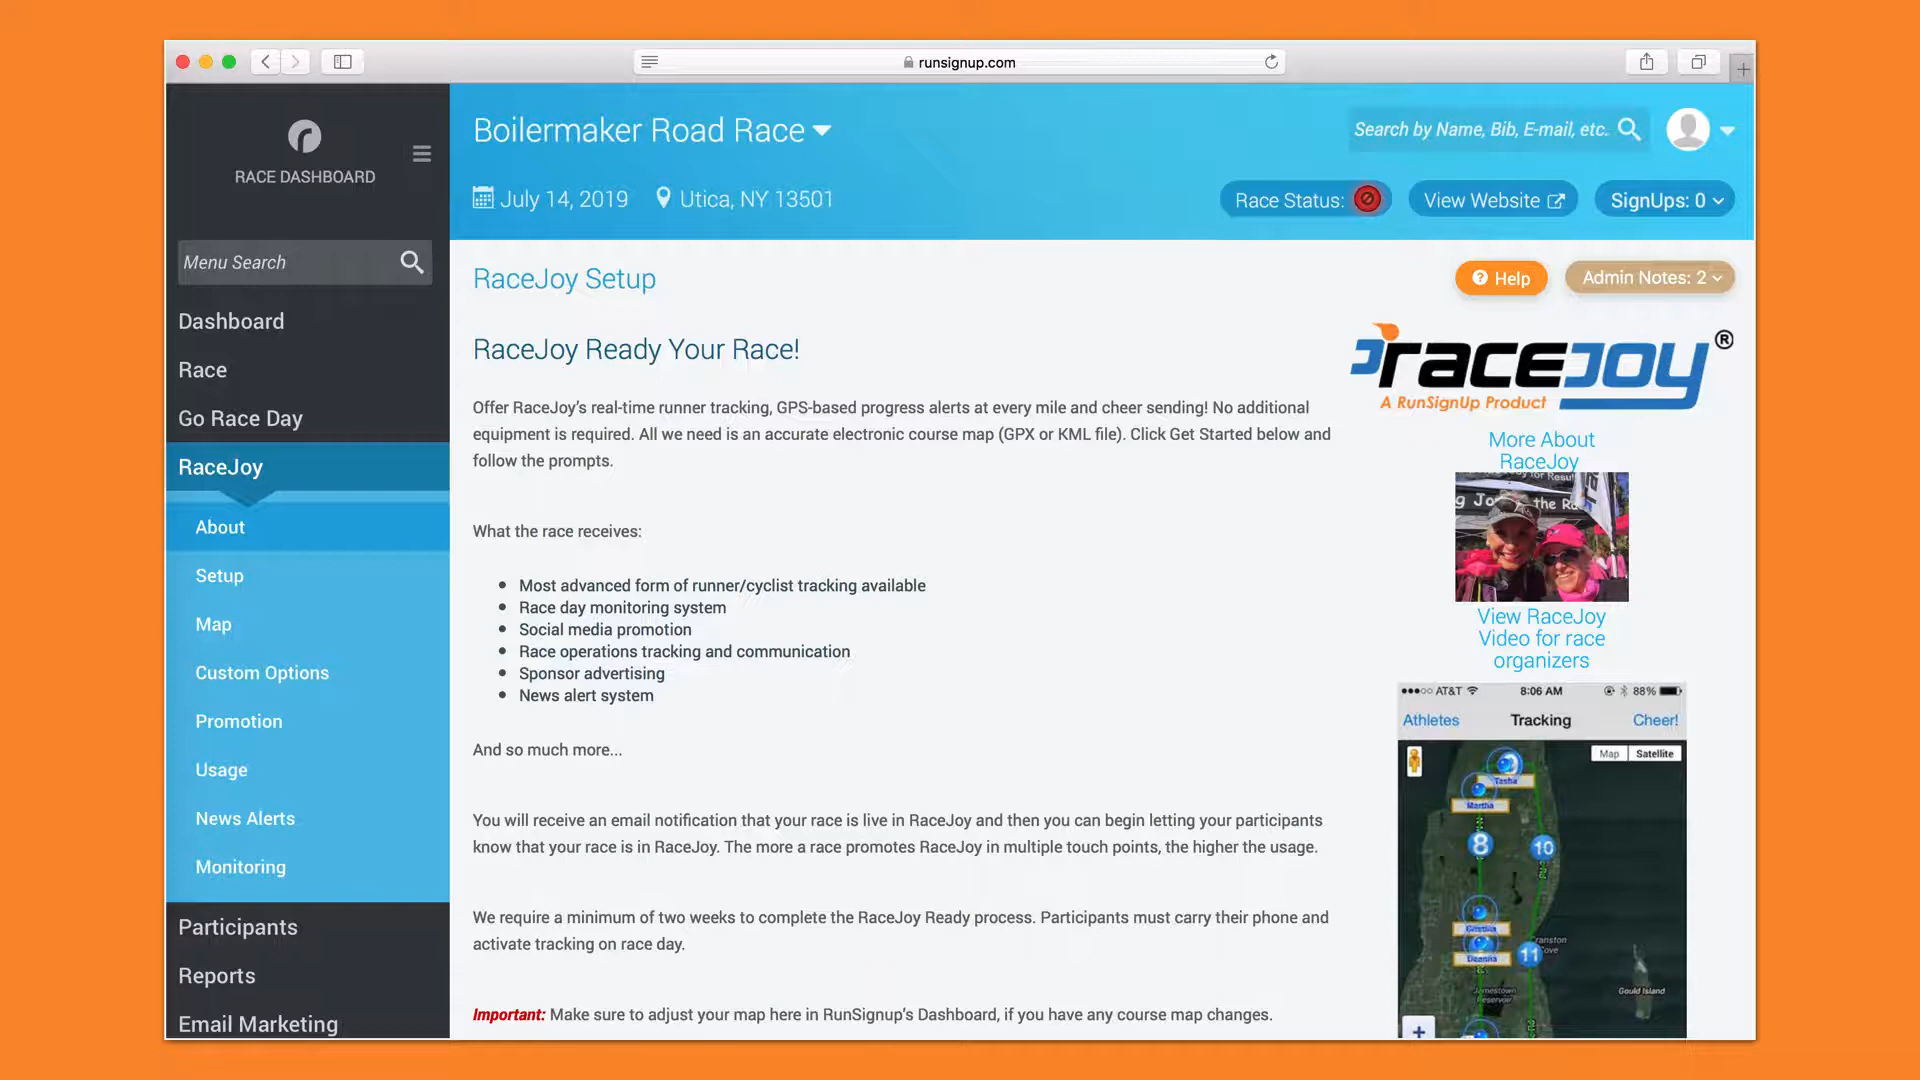 runsignup.com
RACE DASHBOARD
Menu Search
Dashboard
Race
Go Race Day
RaceJoy
About
Setup
Map
Custom Options
Promotion
Usage
News Alerts
Monitoring
Participants
Reports
Email Marketing
Boilermaker Road Race
July 14, 2019 Utica, NY 13501
Search by Name, Bib, E-mail, etc.
Race Status: View Website SignUps: 0
RaceJoy Setup
Help Admin Notes: 2
RaceJoy Ready Your Race!
Offer RaceJoy's real-time runner tracking, GPS-based progress alerts at every mile and cheer sending! No additional
equipment is required. All we need is an accurate electronic course map (GPX or KML file). Click Get Started below and
follow the prompts.
What the race receives:
• Most advanced form of runner/cyclist tracking available
• Race day monitoring system
• Social media promotion
• Race operations tracking and communication
• Sponsor advertising
• News alert system
And so much more...
You will receive an email notification that your race is live in RaceJoy and then you can begin letting your participants
know that your race is in RaceJoy. The more a race promotes RaceJoy in multiple touch points, the higher the usage.
We require a minimum of two weeks to complete the RaceJoy Ready process. Participants must carry their phone and
activate tracking on race day.
Important: Make sure to adjust your map here in RunSignup's Dashboard, if you have any course map changes.
racejoy ®
A RunSignUp Product
More About
RaceJoy
View RaceJoy
Video for race
organizers
AT&T 8:06 AM 88%
Athletes Tracking Cheer!
Map Satellite
Tasha
Martha
8
10
Deanna
11
Cranston
Cove
Jamestown
Reservoir
Gould Island